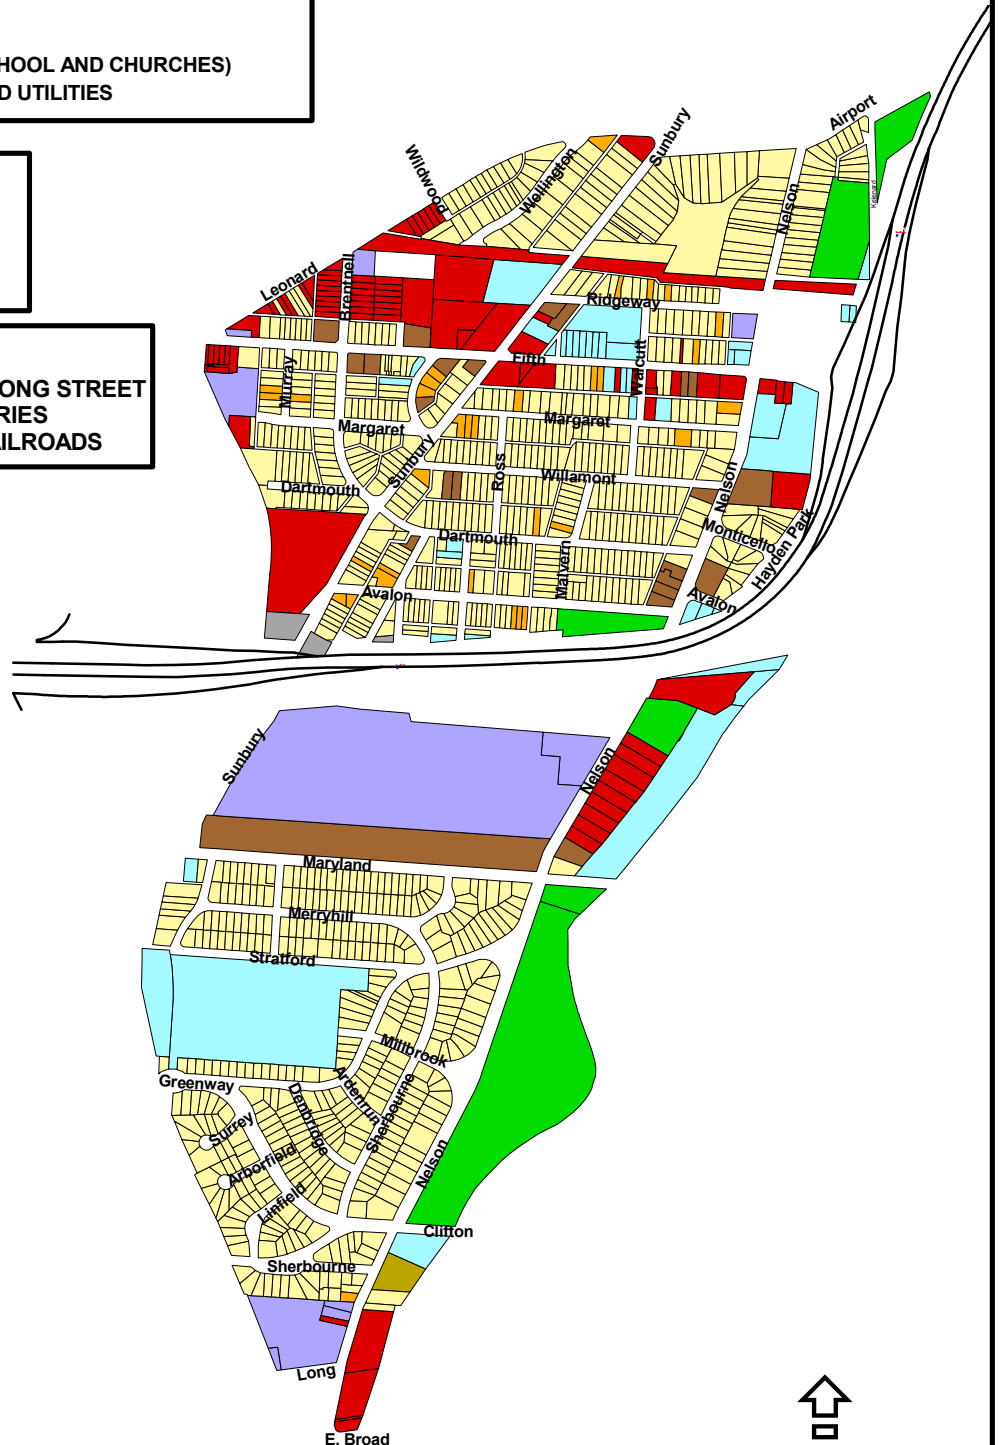 HOOL AND CHURCHES)
D UTILITIES
ONG STREET
RIES
AILROADS
Airport
Sunbury
Wildwood
Wellington
Nelson
Leonard
Brentnell
Ridgeway
Fifth
Walcutt
Murray
Margaret
Margaret
Sunbury
Ross
Willamont
Nelson
Dartmouth
Dartmouth
Monticello
Hayden Park
Malvern
Avalon
Avalon
Sunbury
Nelson
Maryland
Merryhill
Stratford
Millbrook
Greenway
Ardenrun
Denbridge
Sherbourne
Surrey
Nelson
Arborfield
Linfield
Clifton
Sherbourne
Long
E. Broad